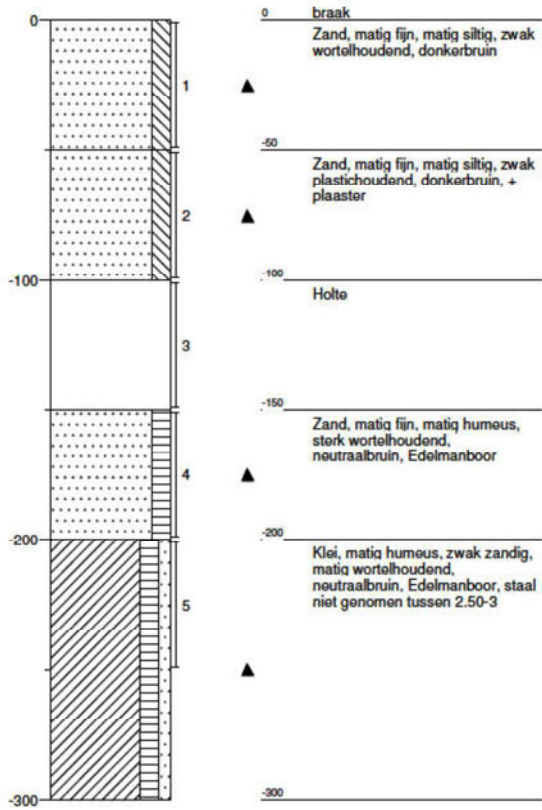 0
0 braak
Zand, matig fijn, matig siltig, zwak
wortelhoudend, donkerbruin
1
-50
Zand, matig fijn, matig siltig, zwak
plastichoudend, donkerbruin, +
plaaster
2
-100
-100
Holte
3
-150
Zand, matig fijn, matig humeus,
sterk wortelhoudend,
neutraalbruin, Edelmanboor
4
-200
-200
Klei, matig humeus, zwak zandig,
matig wortelhoudend,
neutraalbruin, Edelmanboor, staal
niet genomen tussen 2.50-3
5
-300
-300